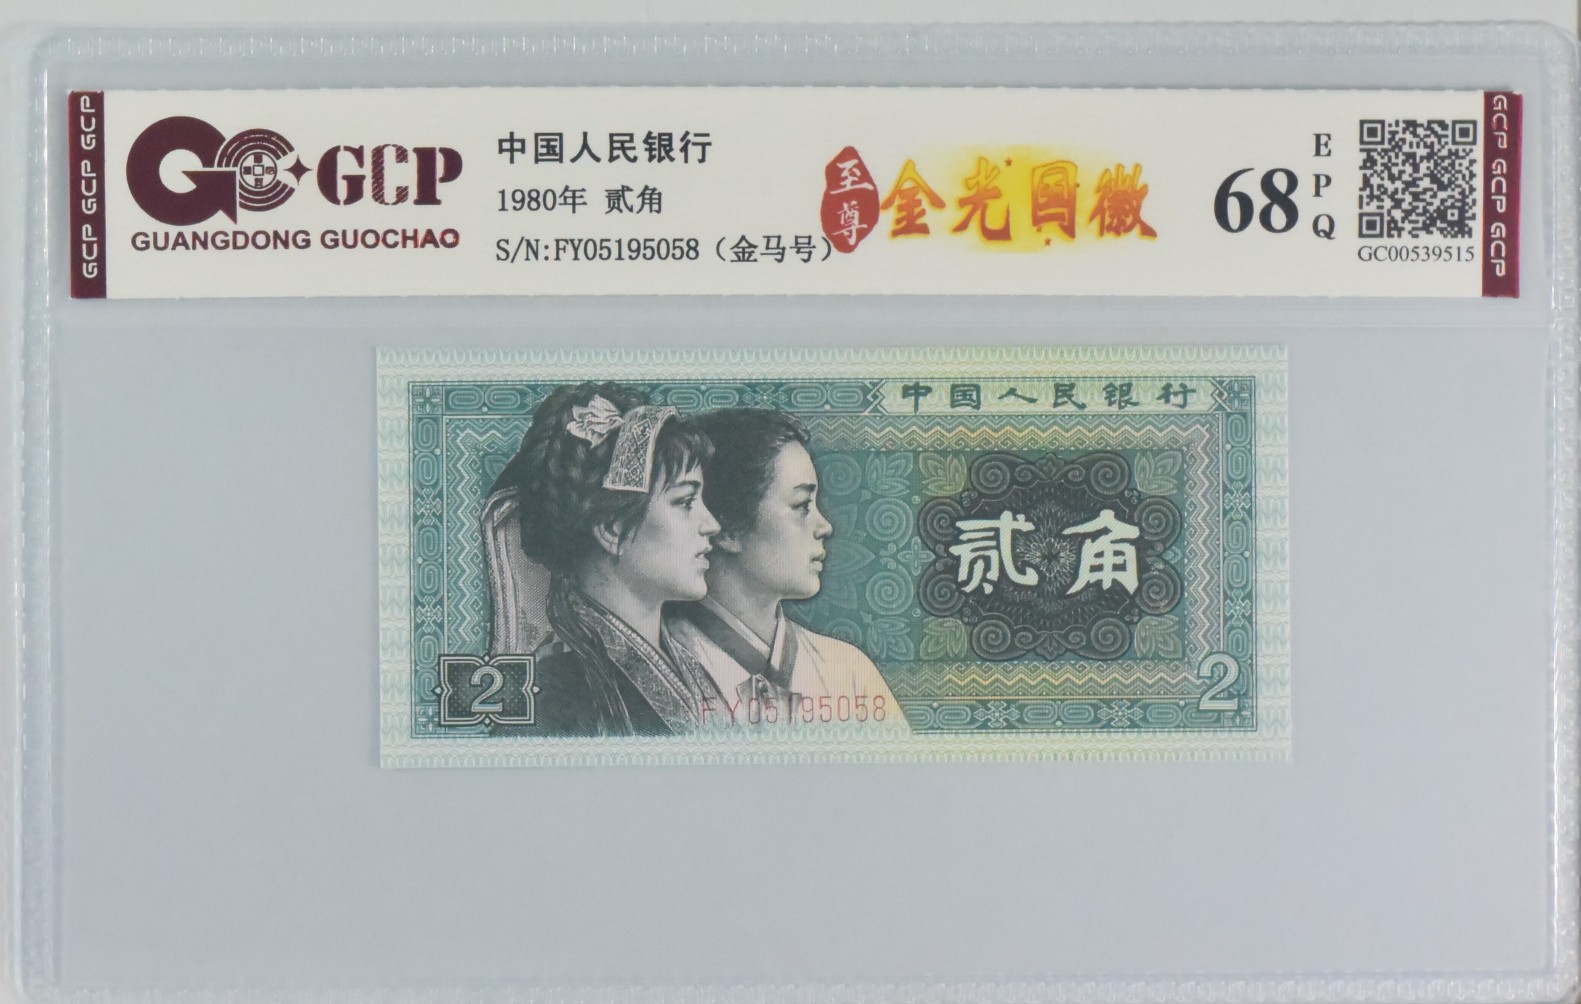 GCP GCP GCP
GCP
GUANGDONG GUOCHAO
中国人民银行
1980年 贰角
S/N:FY05195058（金马号）
至尊
金光国徽
68
EPQ
GC00539515
GCP GCP GCP
中国人民银行
贰角
2
2
FY05195058